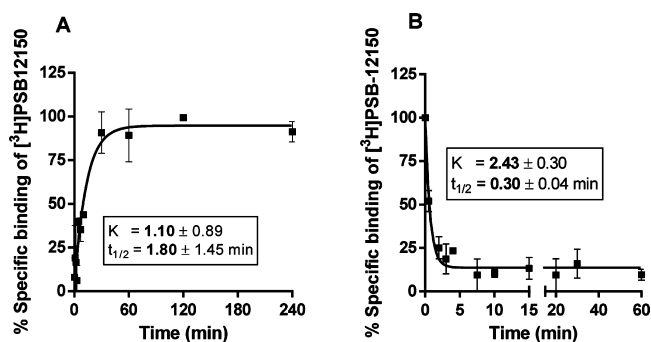 A
% Specific binding of [³H]PSB12150
125
100
75
50
25
0
K = 1.10 ± 0.89
t1/2 = 1.80 ± 1.45 min
0 60 120 180 240
Time (min)
B
% Specific binding of [³H]PSB-12150
125
100
75
50
25
0
K = 2.43 ± 0.30
t1/2 = 0.30 ± 0.04 min
0 5 10 15 20 40 60
Time (min)